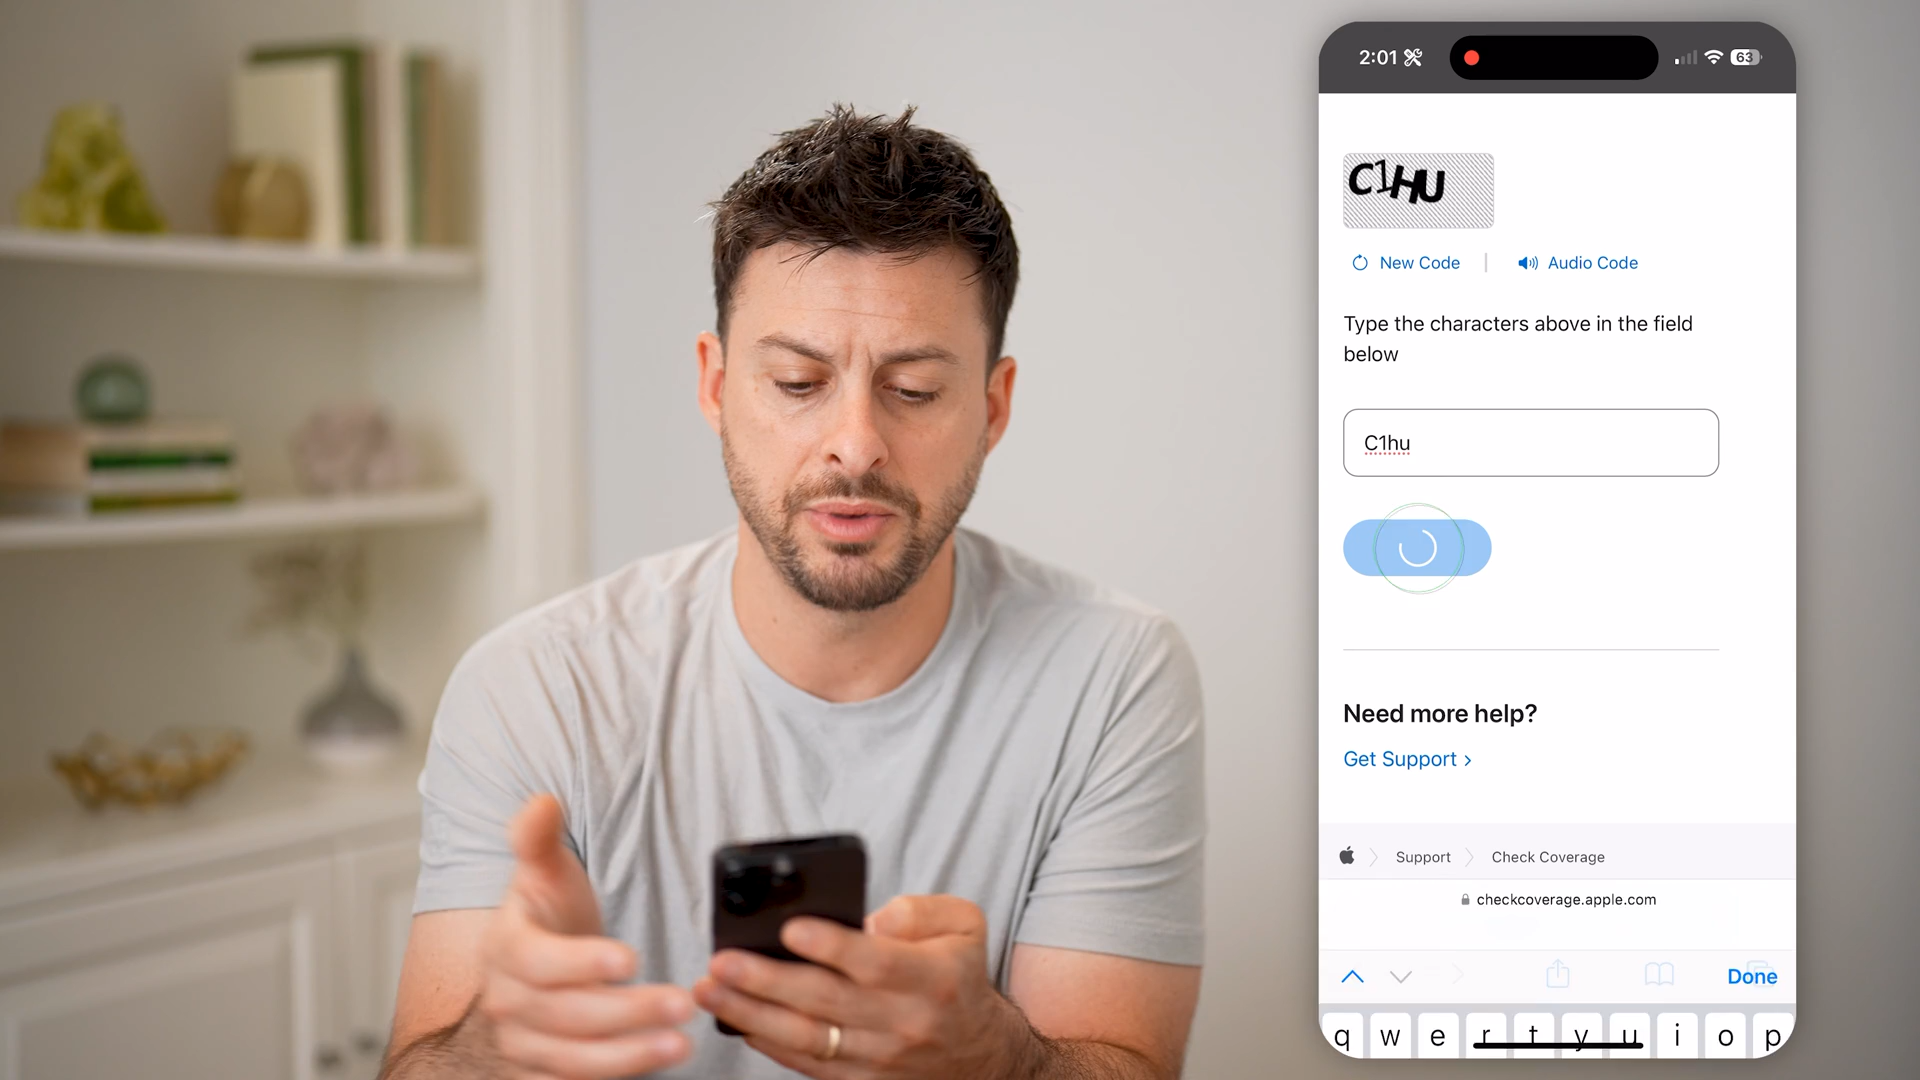 2:01
63
C1HU
New Code | Audio Code
Type the characters above in the field
below
C1hu
Need more help?
Get Support >
Support > Check Coverage
checkcoverage.apple.com
Done
q w e r t y u i o p